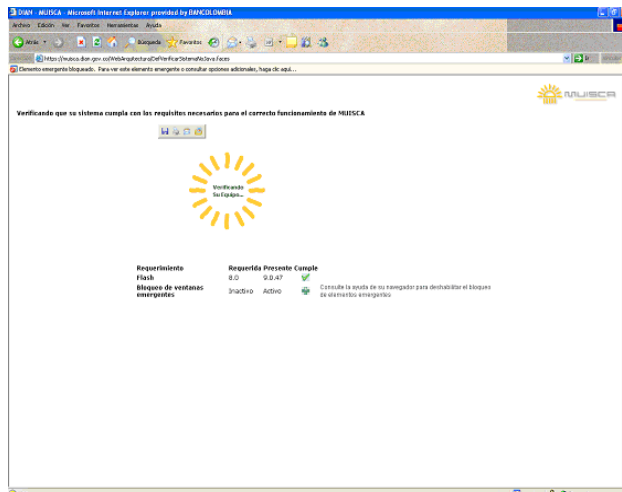 DIAN - MUISCA - Microsoft Internet Explorer provided by BANCOLOMBIA
Archivo Edición Ver Favoritos Herramientas Ayuda
Atrás Búsqueda Favoritos
https://muisca.dian.gov.co/WebArquitectura/DefVerificarSistemaNoJava.faces
Elemento emergente bloqueado. Para ver este elemento emergente o consultar opciones adicionales, haga clic aquí...
MUISCA
Verificando que su sistema cumpla con los requisitos necesarios para el correcto funcionamiento de MUISCA
Verificando
Su Equipo...
Requerimiento Requerida Presente Cumple
Flash 8.0 9.0.47
Bloqueo de ventanas emergentes Inactivo Activo Consulte la ayuda de su navegador para deshabilitar el bloqueo
de elementos emergentes